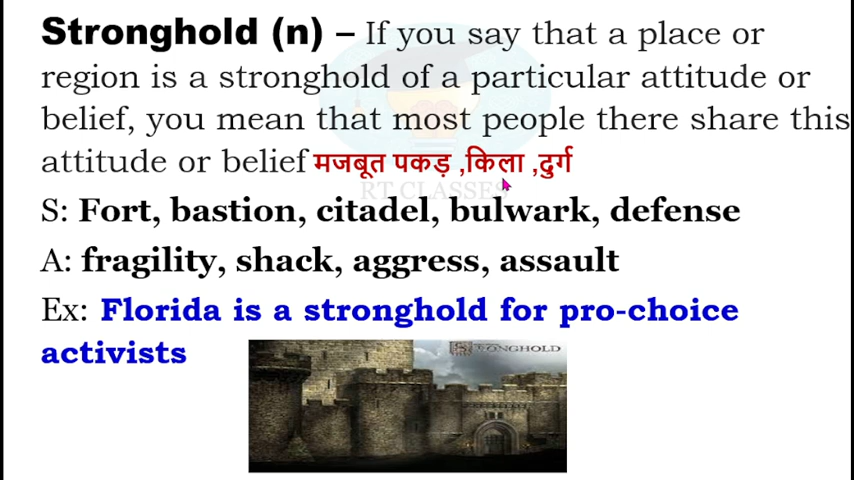 Stronghold (n) – If you say that a place or
region is a stronghold of a particular attitude or
belief, you mean that most people there share this
attitude or belief मजबूत पकड़ ,किला ,दुर्ग
RT CLASSES
S: Fort, bastion, citadel, bulwark, defense
A: fragility, shack, aggress, assault
Ex: Florida is a stronghold for pro-choice
activists
STRONGHOLD